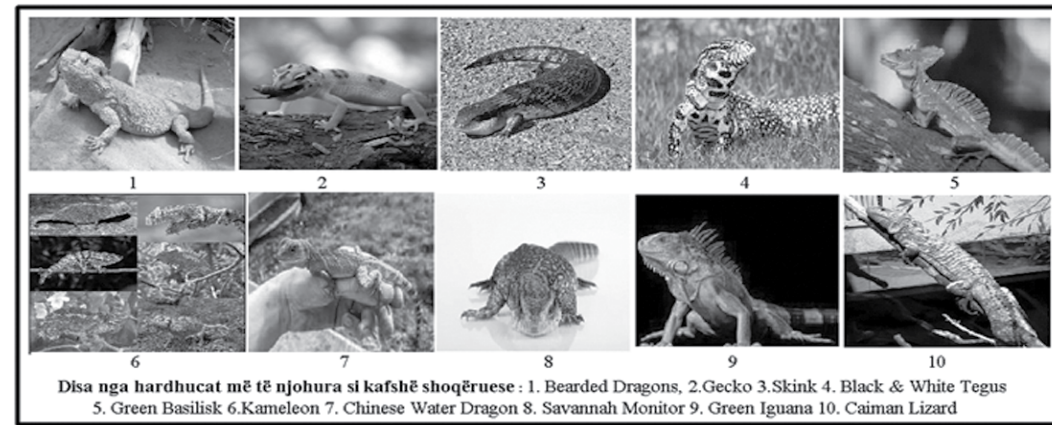 1 2 3 4 5
6 7 8 9 10
Disa nga hardhucat më të njohura si kafshë shoqëruese : 1. Bearded Dragons, 2.Gecko 3.Skink 4. Black & White Tegus
5. Green Basilisk 6.Kameleon 7. Chinese Water Dragon 8. Savannah Monitor 9. Green Iguana 10. Caiman Lizard